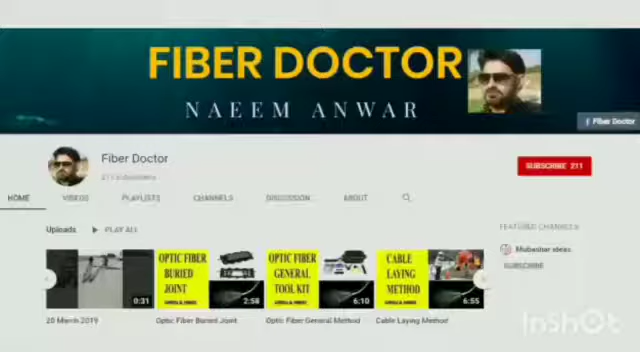 FIBER DOCTOR
NAEEM ANWAR
f Fiber Doctor
Fiber Doctor
SUBSCRIBE 211
HOME VIDEOS PLAYLISTS CHANNELS DISCUSSION ABOUT
Uploads PLAY ALL
FEATURED CHANNELS
Mubashar ideas
SUBSCRIBE
0:31
OPTIC FIBER
BURIED
JOINT
2:58
OPTIC FIBER
GENERAL
TOOL KIT
6:10
CABLE
LAYING
METHOD
6:55
20 March 2019
Optic Fiber Buried Joint
Optic Fiber General Method
Cable Laying Method
InShOt